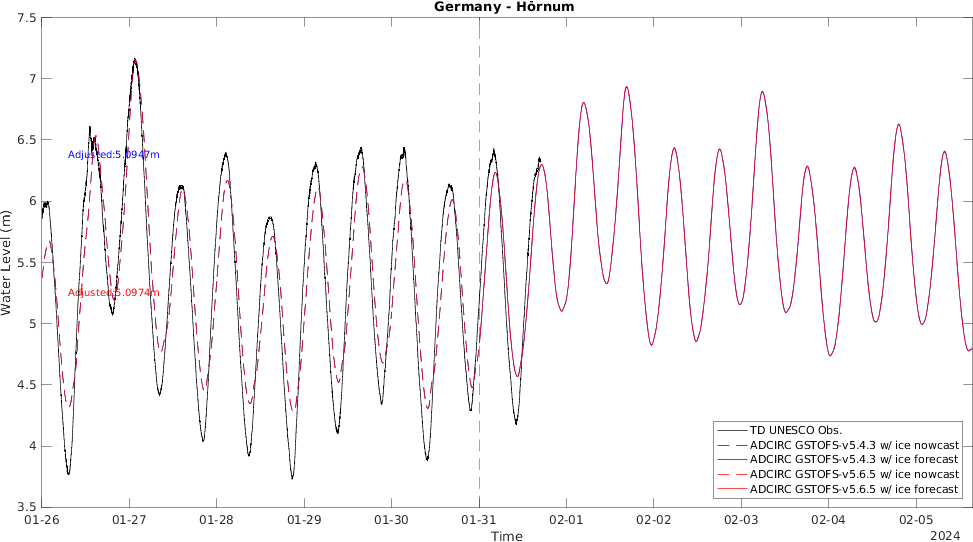 Germany - Hörnum
7.5
7
6.5
6
5.5
5
4.5
4
3.5
Water Level (m)
Adjusted:5.0947m
Adjusted:5.0974m
TD UNESCO Obs.
ADCIRC GSTOFS-v5.4.3 w/ ice nowcast
ADCIRC GSTOFS-v5.4.3 w/ ice forecast
ADCIRC GSTOFS-v5.6.5 w/ ice nowcast
ADCIRC GSTOFS-v5.6.5 w/ ice forecast
01-26 01-27 01-28 01-29 01-30 01-31 02-01 02-02 02-03 02-04 02-05
Time
2024